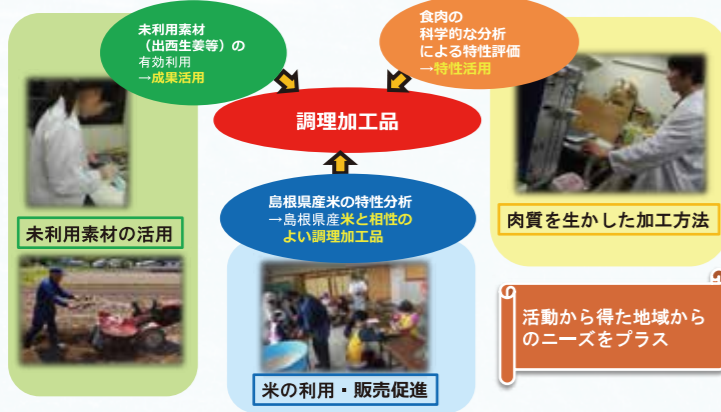 未利用素材
（出西生姜等）の
有効利用
→成果活用
食肉の
科学的な分析
による特性評価
→特性活用
調理加工品
島根県産米の特性分析
→島根県産米と相性の
よい調理加工品
未利用素材の活用
肉質を生かした加工方法
米の利用・販売促進
活動から得た地域から
のニーズをプラス